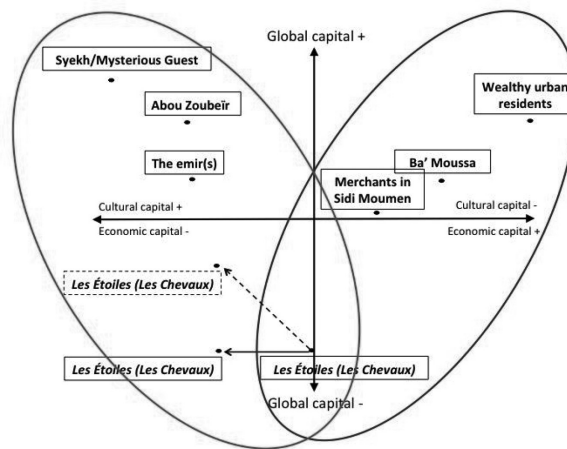 Global capital +
Syekh/Mysterious Guest
Wealthy urban
residents
Abou Zoubeïr
The emir(s)
Ba' Moussa
Merchants in
Sidi Moumen
Cultural capital +
Economic capital -
Cultural capital -
Economic capital +
Les Étoiles (Les Chevaux)
Les Étoiles (Les Chevaux)
Les Étoiles (Les Chevaux)
Global capital -